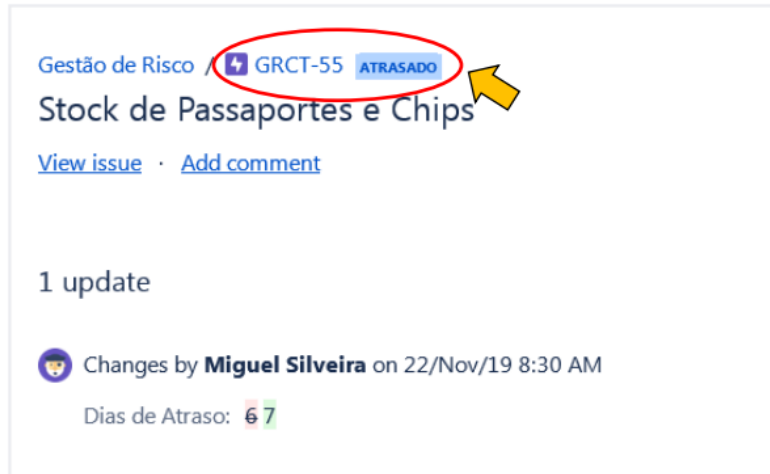 Gestão de Risco / GRCT-55 ATRASADO
Stock de Passaportes e Chips
View issue · Add comment
1 update
Changes by Miguel Silveira on 22/Nov/19 8:30 AM
Dias de Atraso: 6 7